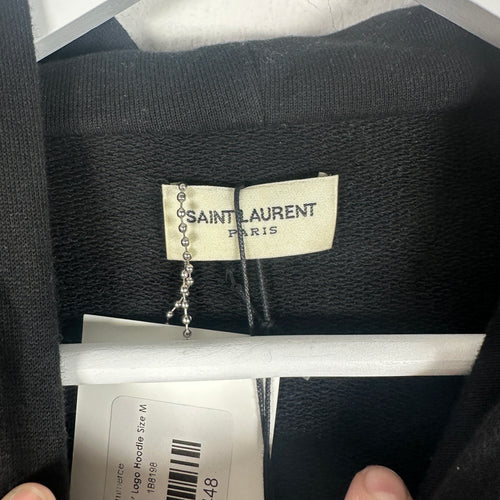 SAINT LAURENT
PARIS
Logo Hoodie Size M
1B8198
48